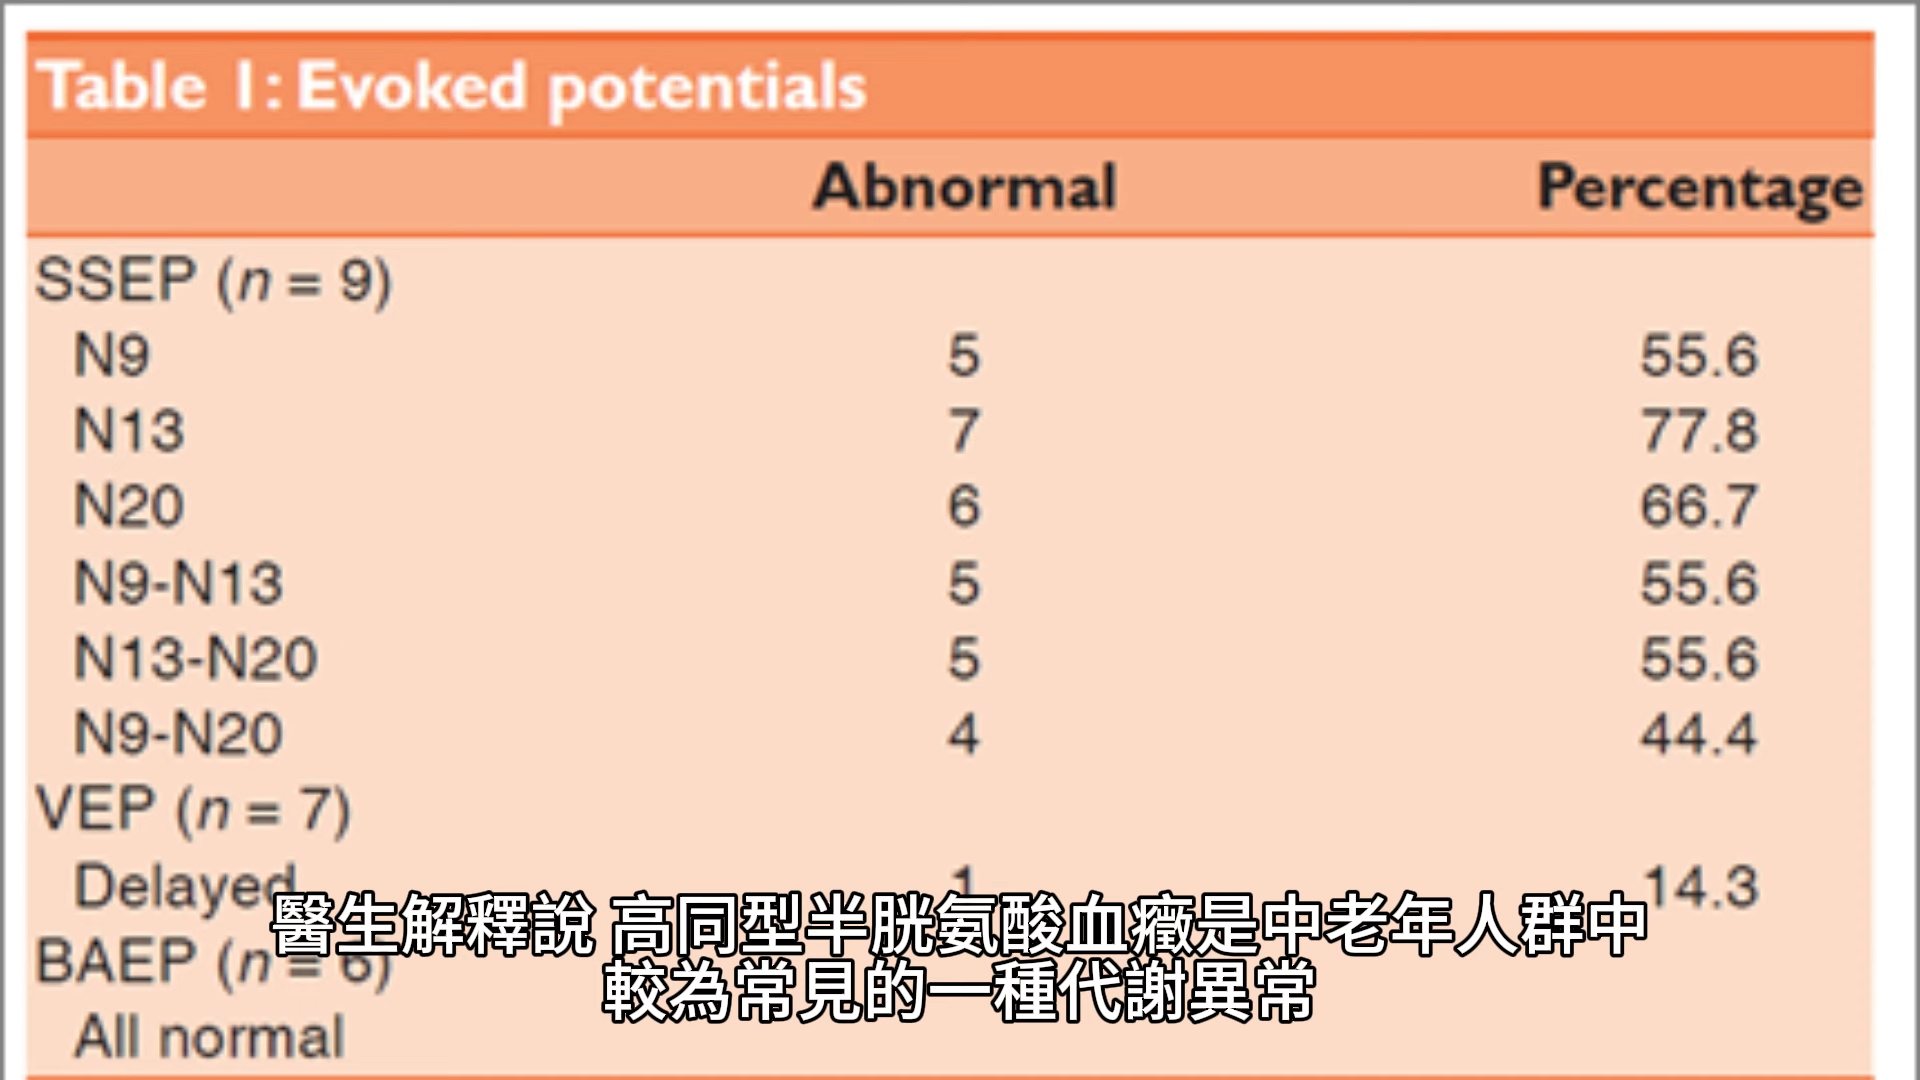 Table 1: Evoked potentials
Abnormal Percentage
SSEP (n = 9)
N9 5 55.6
N13 7 77.8
N20 6 66.7
N9-N13 5 55.6
N13-N20 5 55.6
N9-N20 4 44.4
VEP (n = 7)
Delayed 1 14.3
醫生解釋說 高同型半胱氨酸血癥是中老年人群中
BAEP (n = 6)
較為常見的一種代謝異常
All normal